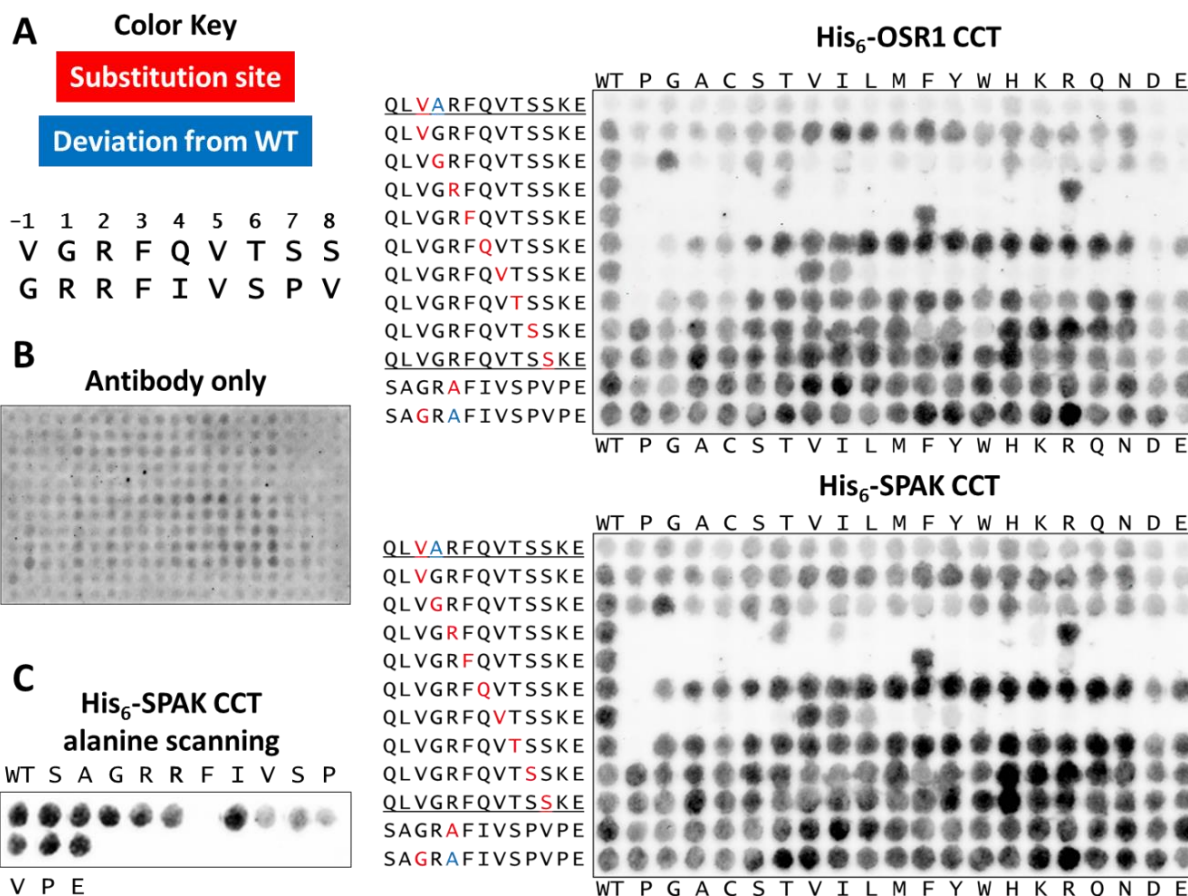 A
Color Key
Substitution site
Deviation from WT
-1 1 2 3 4 5 6 7 8
V G R F Q V T S S
G R R F I V S P V
B
Antibody only
C
His6-SPAK CCT
alanine scanning
WT S A G R R F I V S P
V P E
His6-OSR1 CCT
WT P G A C S T V I L M F Y W H K R Q N D E
QLVARFQVTSSKE
QLVGRFQVTSSKE
QLVGRFQVTSSKE
QLVGRFQVTSSKE
QLVGRFQVTSSKE
QLVGRFQVTSSKE
QLVGRFQVTSSKE
QLVGRFQVTSSKE
QLVGRFQVTSSKE
QLVGRFQVTSSKE
SAGRAFIVSPVPE
SAGRAFIVSPVPE
WT P G A C S T V I L M F Y W H K R Q N D E
His6-SPAK CCT
WT P G A C S T V I L M F Y W H K R Q N D E
QLVARFQVTSSKE
QLVGRFQVTSSKE
QLVGRFQVTSSKE
QLVGRFQVTSSKE
QLVGRFQVTSSKE
QLVGRFQVTSSKE
QLVGRFQVTSSKE
QLVGRFQVTSSKE
QLVGRFQVTSSKE
QLVGRFQVTSSKE
SAGRAFIVSPVPE
SAGRAFIVSPVPE
WT P G A C S T V I L M F Y W H K R Q N D E